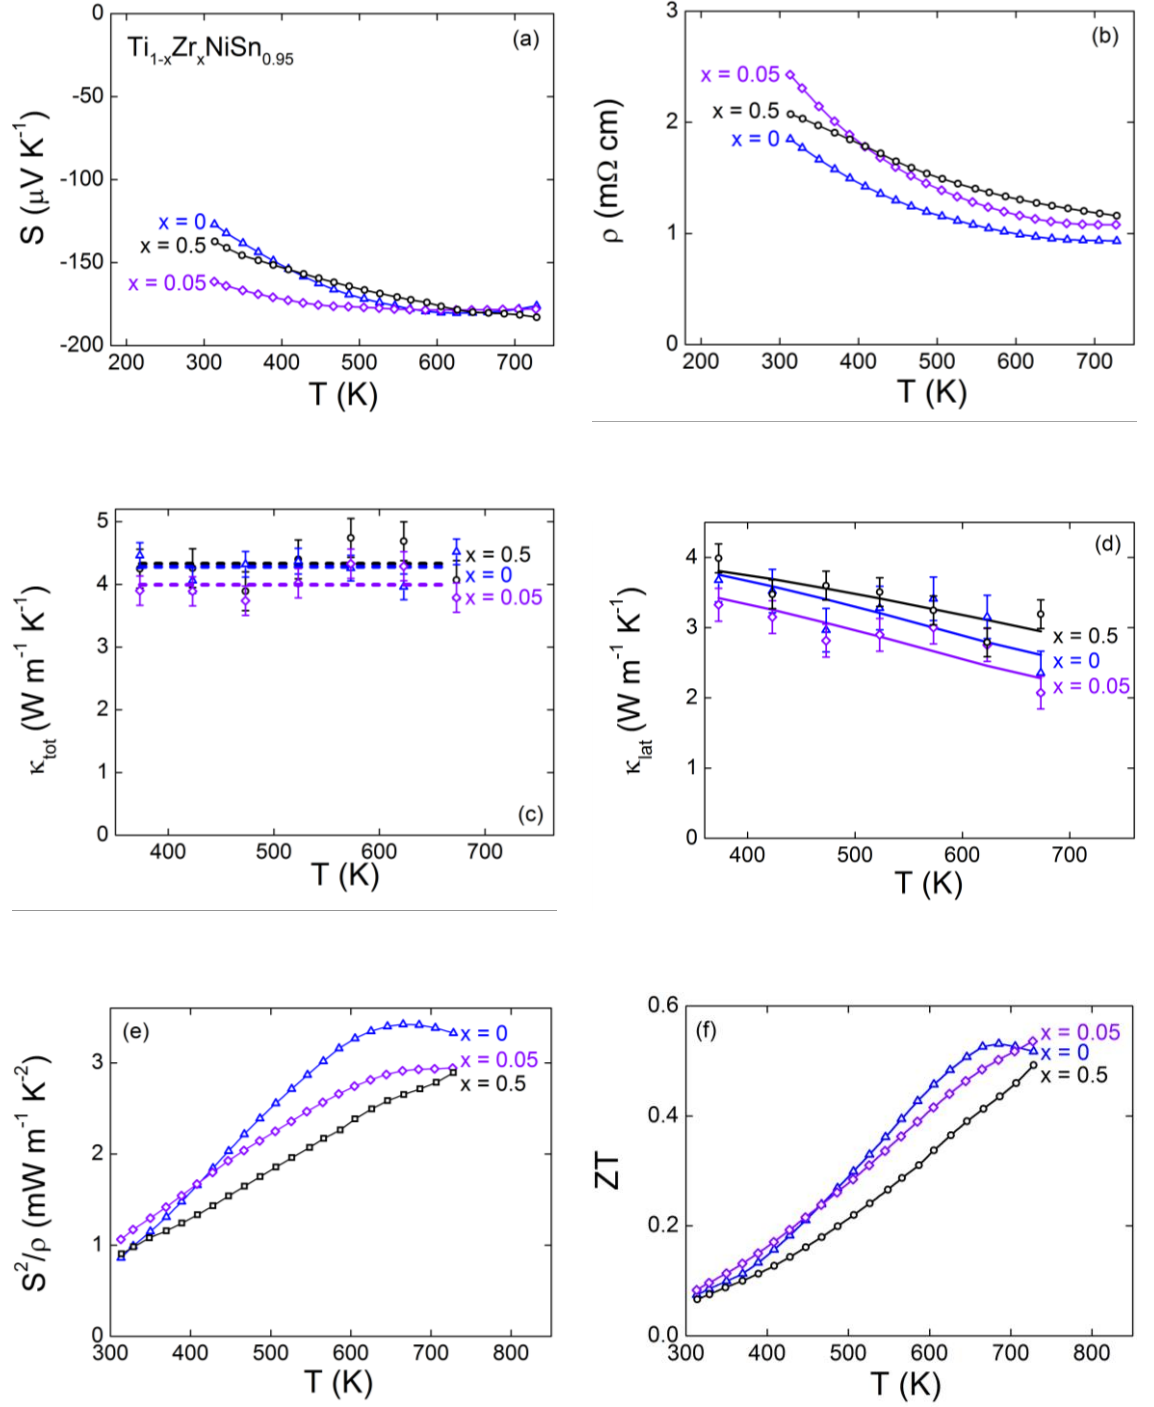 (a)
Ti1-xZrxNiSn0.95
0
-50
-100
-150
-200
S (μV K-1)
x = 0
x = 0.5
x = 0.05
200 300 400 500 600 700
T (K)
(b)
3
2
1
0
ρ (mΩ cm)
x = 0.05
x = 0.5
x = 0
200 300 400 500 600 700
T (K)
5
4
3
2
1
0
κtot (W m-1 K-1)
x = 0.5
x = 0
x = 0.05
(c)
400 500 600 700
T (K)
(d)
4
3
2
1
0
κlat (W m-1 K-1)
x = 0.5
x = 0
x = 0.05
400 500 600 700
T (K)
(e)
3
2
1
0
S2/ρ (mW m-1 K-2)
x = 0
x = 0.05
x = 0.5
300 400 500 600 700 800
T (K)
(f)
0.6
0.4
0.2
0.0
ZT
x = 0.05
x = 0
x = 0.5
300 400 500 600 700 800
T (K)